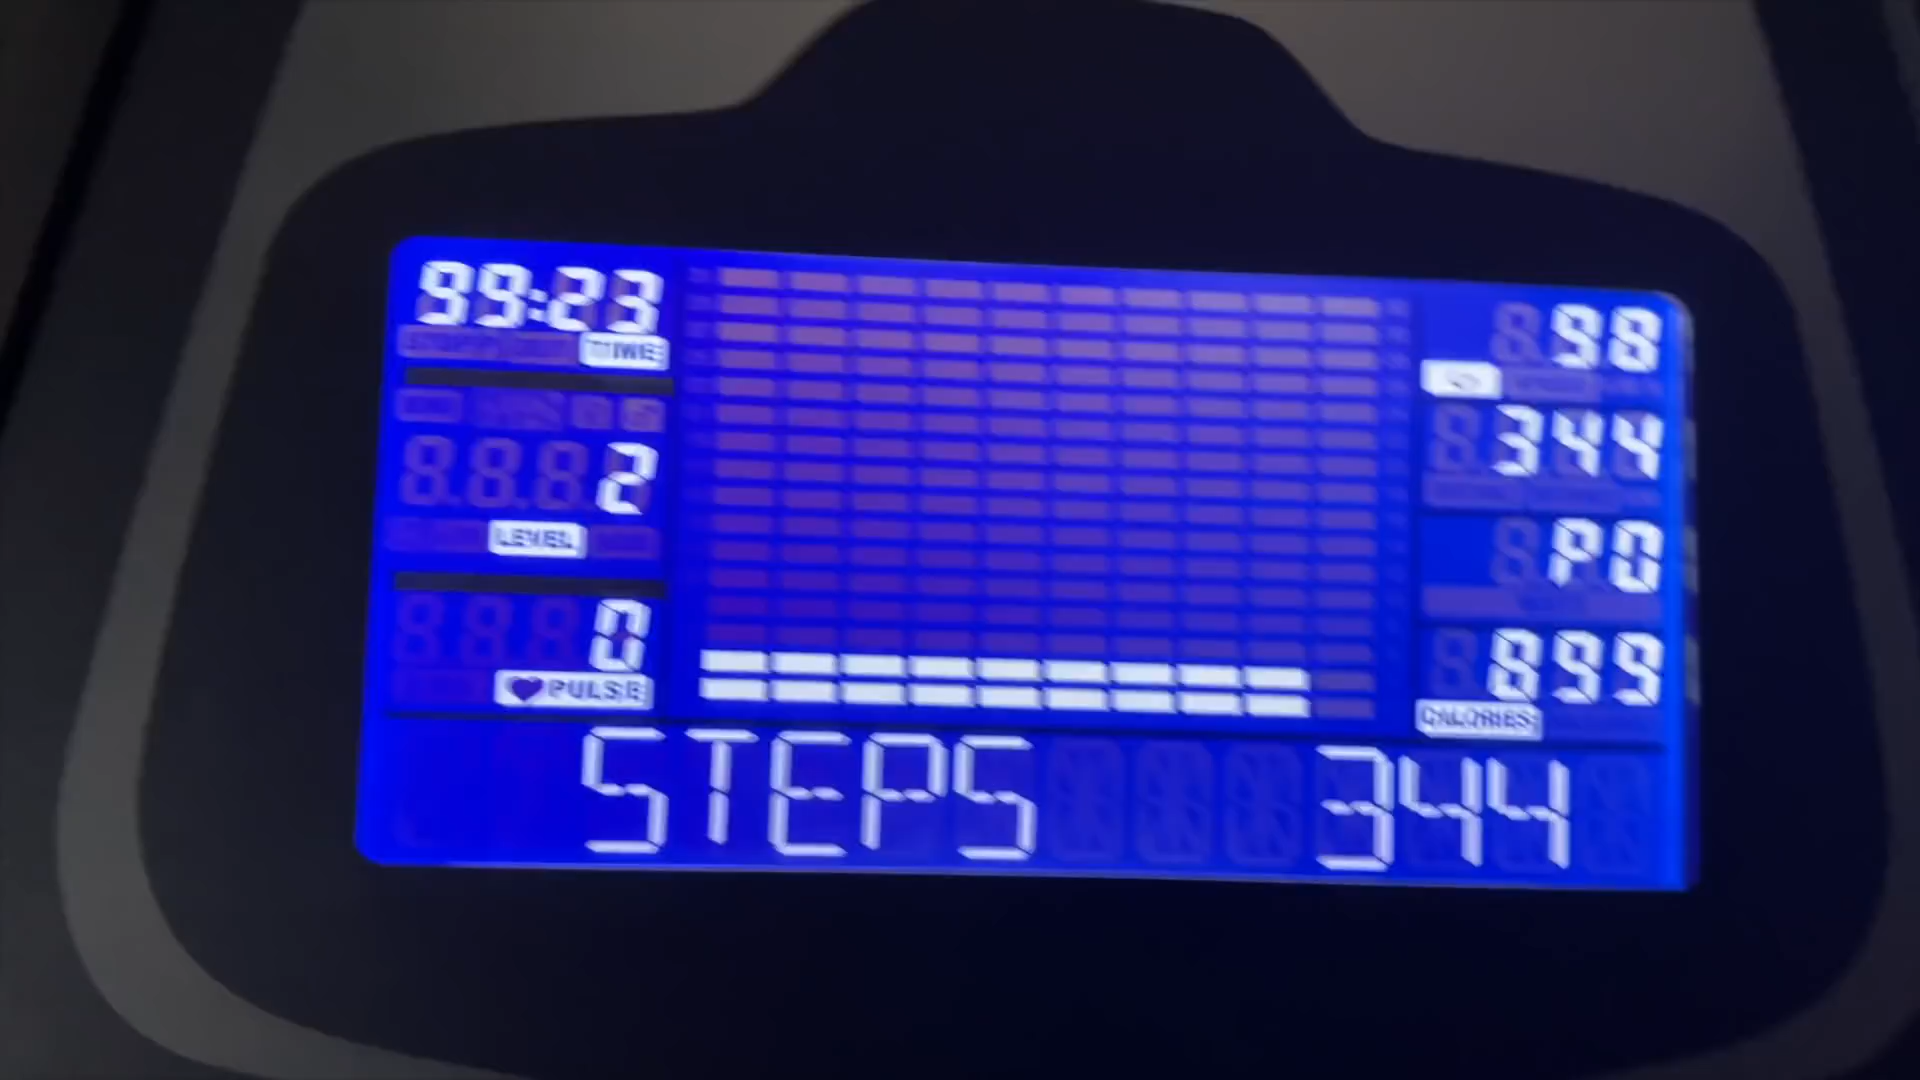 99:23
TIME
2
LEVEL
0
PULSE
98
344
P0
899
CALORIES
STEPS 344